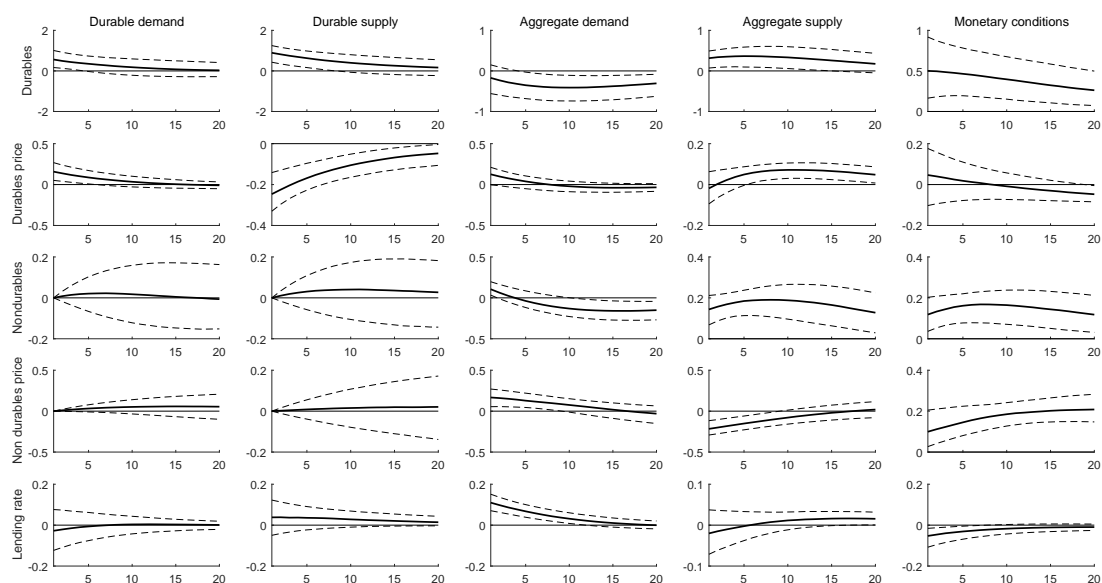 Durable demand Durable supply Aggregate demand Aggregate supply Monetary conditions
Durables
2 2 1 1 1
0 0 0 0 0.5
-2 -2 -1 -1 0
5 10 15 20 5 10 15 20 5 10 15 20 5 10 15 20 5 10 15 20
Durables price
0.5 0 0.5 0.2 0.2
0 -0.2 0 0 0
-0.5 -0.4 -0.5 -0.2 -0.2
5 10 15 20 5 10 15 20 5 10 15 20 5 10 15 20 5 10 15 20
Nondurables
0.2 0.2 0.5 0.4 0.4
0 0 0 0.2 0.2
-0.2 -0.2 -0.5 0 0
5 10 15 20 5 10 15 20 5 10 15 20 5 10 15 20 5 10 15 20
Non durables price
0.5 0.2 0.5 0.5 0.4
0 0 0 0 0.2
-0.5 -0.2 -0.5 -0.5 0
5 10 15 20 5 10 15 20 5 10 15 20 5 10 15 20 5 10 15 20
Lending rate
0.2 0.2 0.2 0.1 0.2
0 0 0 0 0
-0.2 -0.2 -0.2 -0.1 -0.2
5 10 15 20 5 10 15 20 5 10 15 20 5 10 15 20 5 10 15 20